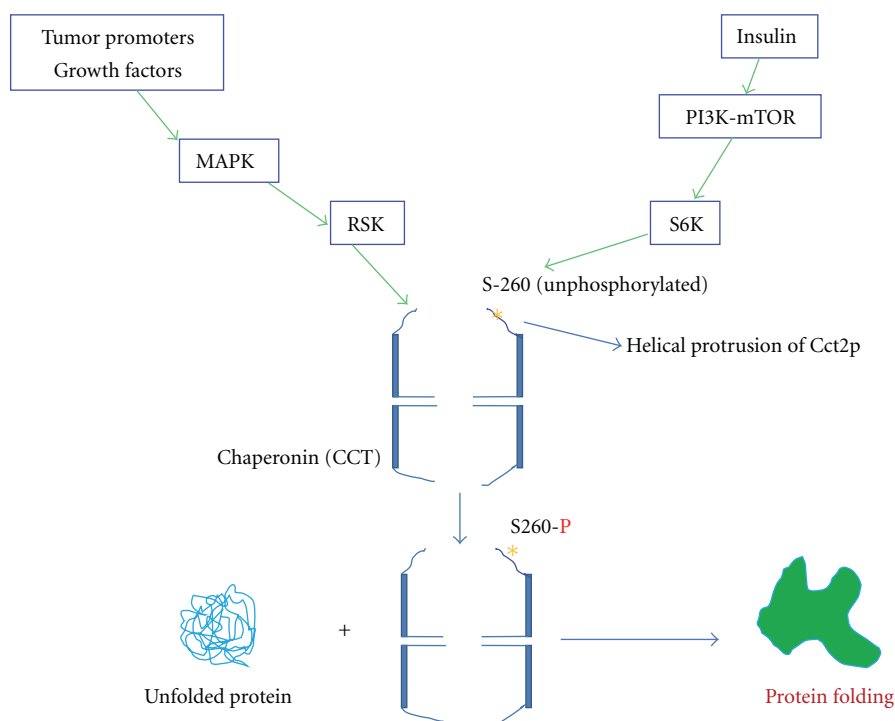 Tumor promoters
Growth factors
Insulin
PI3K-mTOR
MAPK
RSK
S6K
S-260 (unphosphorylated)
*
Helical protrusion of Cct2p
Chaperonin (CCT)
S260-P
*
+
Unfolded protein
Protein folding